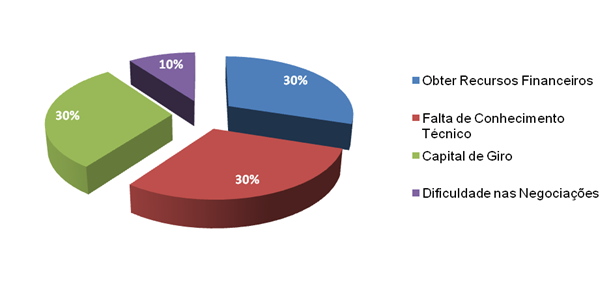 10%
30%
30%
30%
Obter Recursos Financeiros
Falta de Conhecimento
Técnico
Capital de Giro
Dificuldade nas Negociações